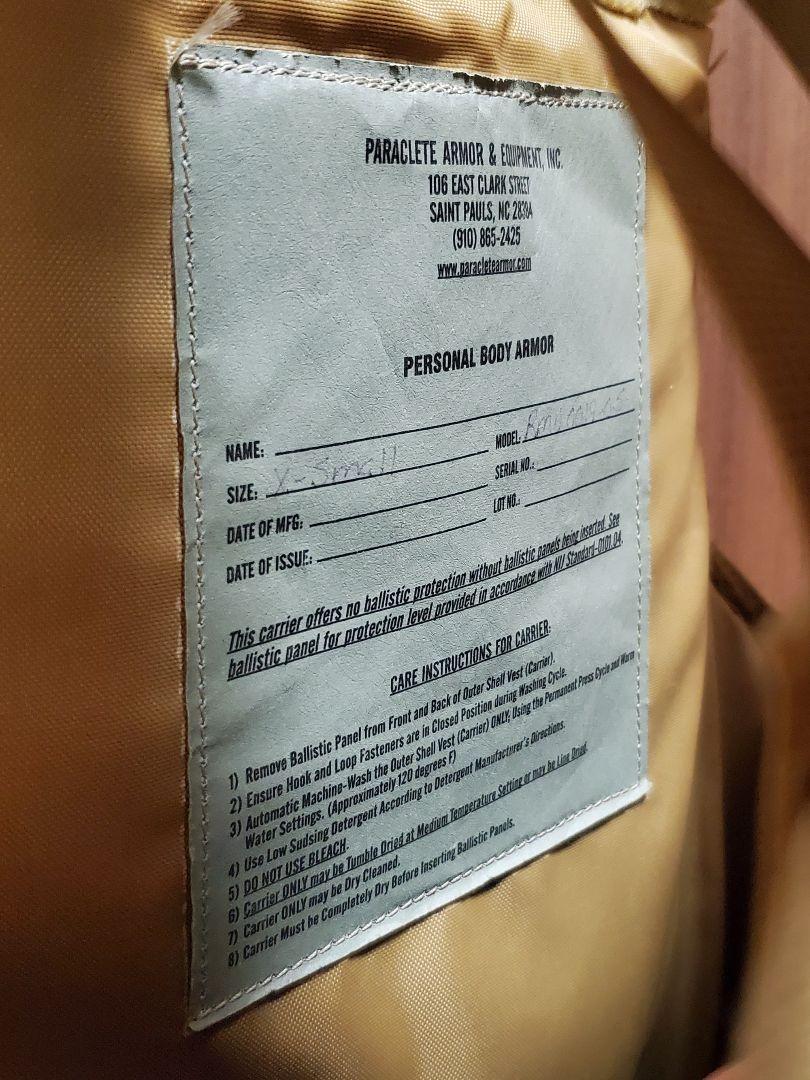 PARACLETE ARMOR & EQUIPMENT, INC.
106 EAST CLARK STREET
SAINT PAULS, NC 28384
(910) 865-2425
www.paracletearmor.com
PERSONAL BODY ARMOR
NAME:
SIZE: X-Small MODEL:
DATE OF MFG: SERIAL NO.:
DATE OF ISSUE: LOT NO.:
This carrier offers no ballistic protection without ballistic panels being inserted. See
ballistic panel for protection level provided in accordance with NIJ Standard-0101.04.
CARE INSTRUCTIONS FOR CARRIER:
1) Remove Ballistic Panel from Front and Back of Outer Shell Vest (Carrier).
2) Ensure Hook and Loop Fasteners are in Closed Position during Washing Cycle.
3) Automatic Machine-Wash the Outer Shell Vest (Carrier) ONLY, Using the Permanent Press Cycle and Warm
Water Settings. (Approximately 120 degrees F)
4) Use Low Sudsing Detergent According to Detergent Manufacturer's Directions.
5) DO NOT USE BLEACH.
6) Carrier ONLY may be Tumble Dried at Medium Temperature Setting or may be Line Dried.
7) Carrier ONLY may be Dry Cleaned.
8) Carrier Must be Completely Dry Before Inserting Ballistic Panels.